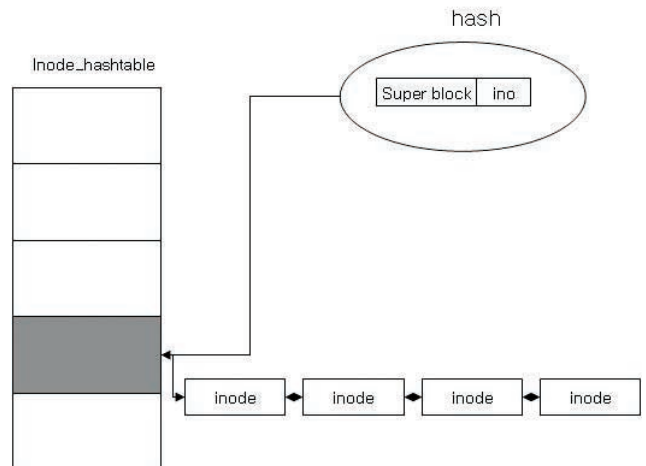 hash
Inode_hashtable
Super block ino
inode inode inode inode